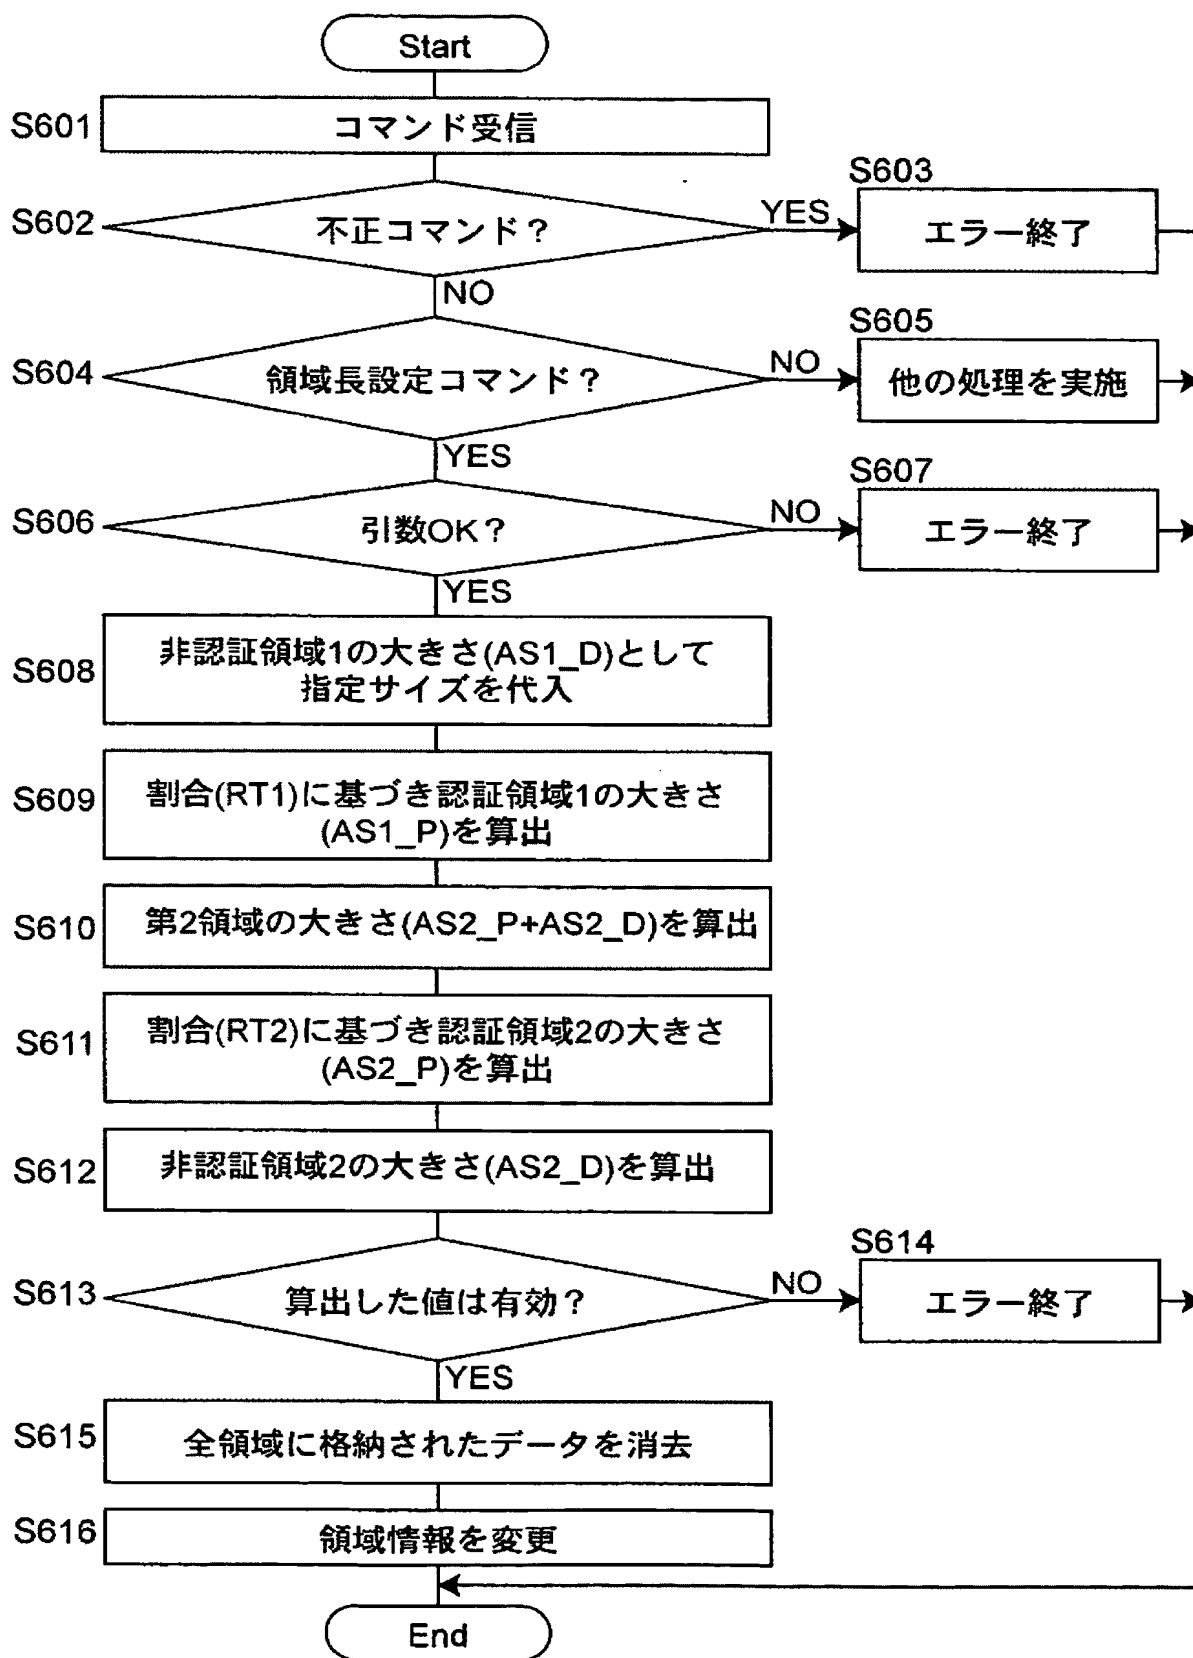 Start
S601
コマンド受信
S602
不正コマンド？
YES
S603
エラー終了
NO
S604
領域長設定コマンド？
NO
S605
他の処理を実施
YES
S606
引数OK？
NO
S607
エラー終了
YES
S608
非認証領域1の大きさ(AS1_D)として
指定サイズを代入
S609
割合(RT1)に基づき認証領域1の大きさ
(AS1_P)を算出
S610
第2領域の大きさ(AS2_P+AS2_D)を算出
S611
割合(RT2)に基づき認証領域2の大きさ
(AS2_P)を算出
S612
非認証領域2の大きさ(AS2_D)を算出
S613
算出した値は有効？
NO
S614
エラー終了
YES
S615
全領域に格納されたデータを消去
S616
領域情報を変更
End